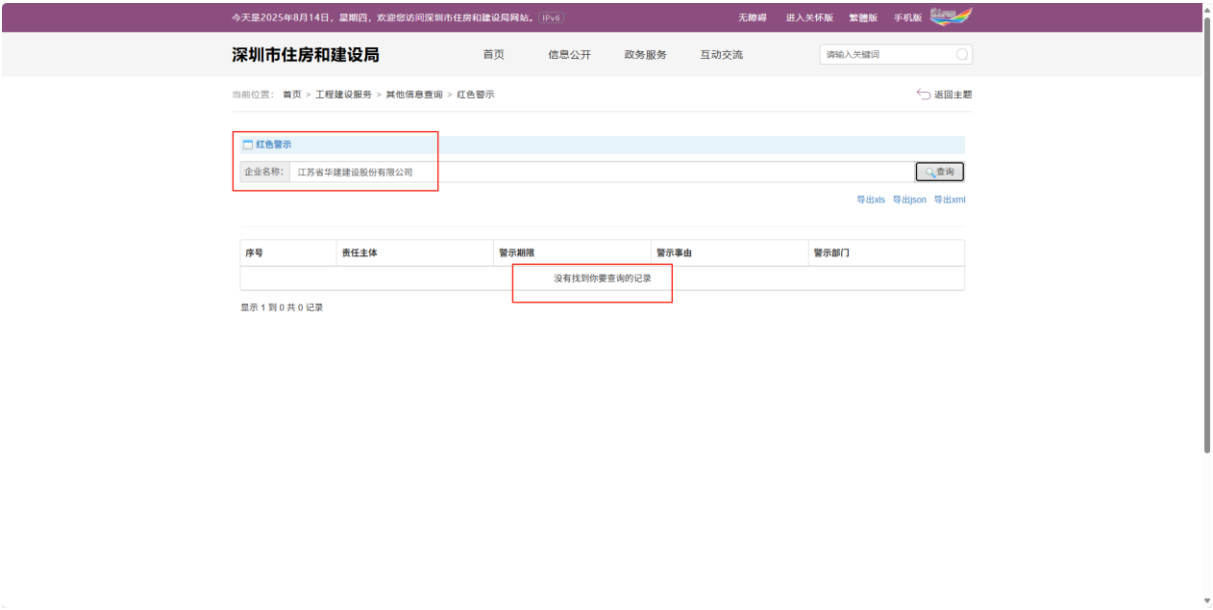 今天是2025年8月14日，星期四，欢迎您访问深圳市住房和建设局网站。 IPv6 无障碍 进入关怀版 繁體版 手机版
深圳市住房和建设局 首页 信息公开 政务服务 互动交流 请输入关键词
当前位置： 首页 > 工程建设服务 > 其他信息查询 > 红色警示 返回主题
红色警示
企业名称： 江苏省华建建设股份有限公司 查询
导出xls 导出json 导出xml
序号 责任主体 警示期限 警示事由 警示部门
没有找到你要查询的记录
显示 1 到 0 共 0 记录